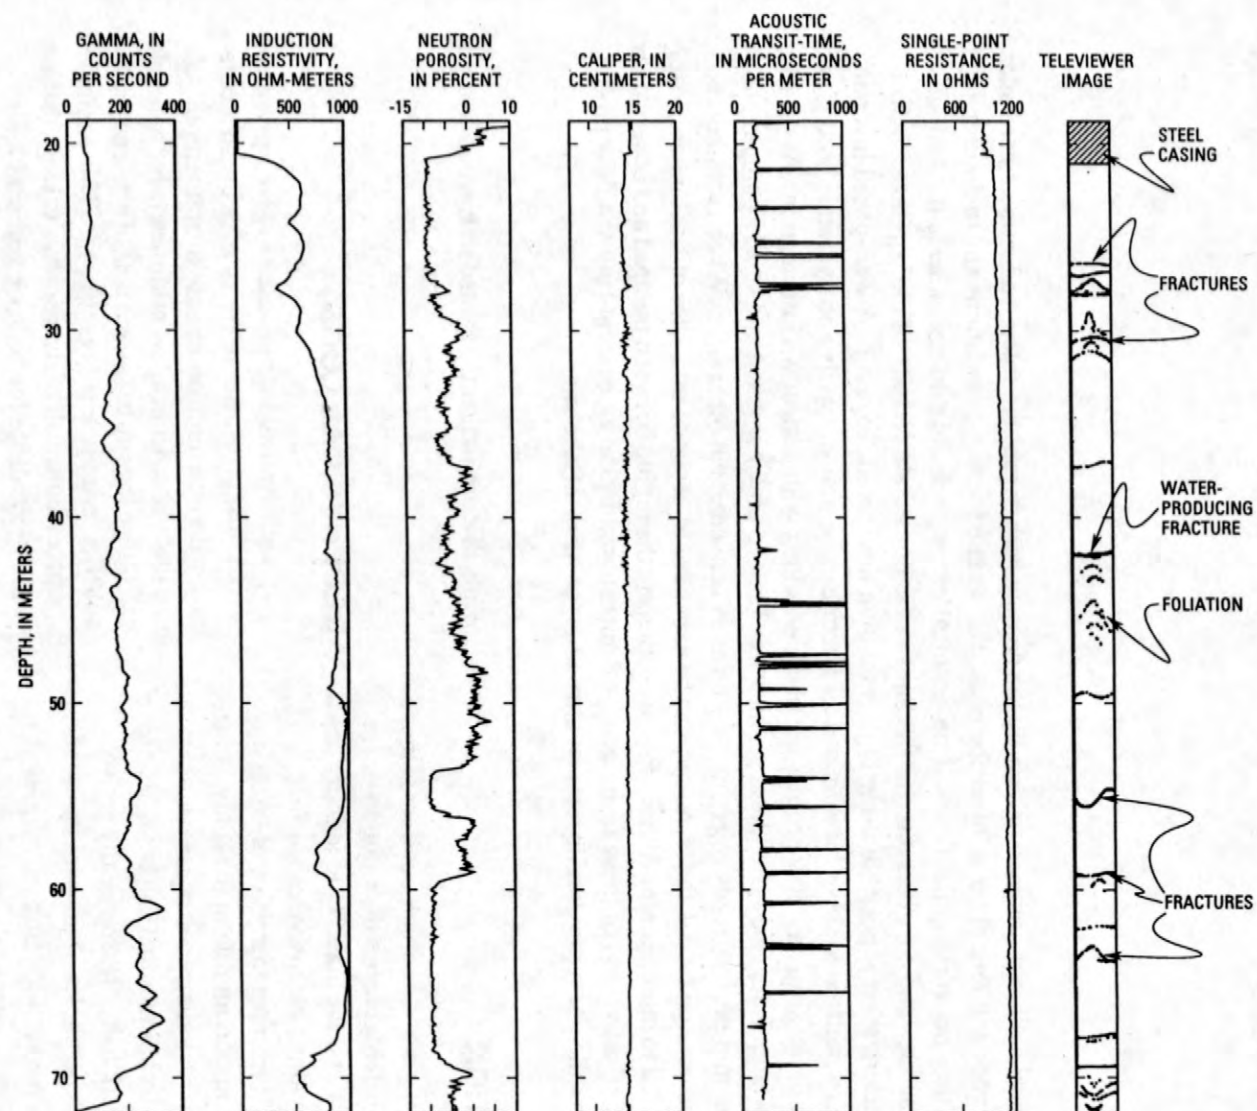 GAMMA, IN
COUNTS
PER SECOND
0 200 400
INDUCTION
RESISTIVITY,
IN OHM-METERS
0 500 1000
NEUTRON
POROSITY,
IN PERCENT
-15 0 10
CALIPER, IN
CENTIMETERS
10 15 20
ACOUSTIC
TRANSIT-TIME,
IN MICROSECONDS
PER METER
0 500 1000
SINGLE-POINT
RESISTANCE,
IN OHMS
0 600 1200
TELEVIEWER
IMAGE
DEPTH, IN METERS
20
30
40
50
60
70
STEEL
CASING
FRACTURES
WATER-
PRODUCING
FRACTURE
FOLIATION
FRACTURES